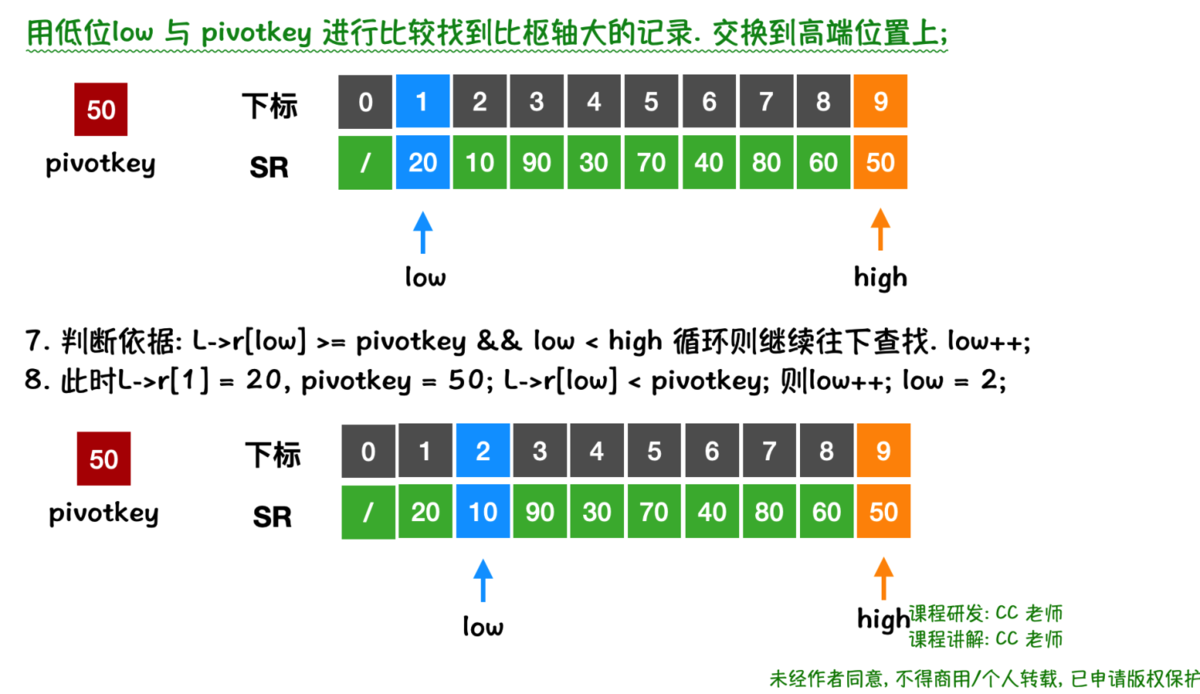 用低位low 与 pivotkey 进行比较找到比枢轴大的记录. 交换到高端位置上;
50 下标 0 1 2 3 4 5 6 7 8 9
pivotkey SR / 20 10 90 30 70 40 80 60 50
low high
7. 判断依据: L->r[low] >= pivotkey && low < high 循环则继续往下查找. low++;
8. 此时L->r[1] = 20, pivotkey = 50; L->r[low] < pivotkey; 则low++; low = 2;
50 下标 0 1 2 3 4 5 6 7 8 9
pivotkey SR / 20 10 90 30 70 40 80 60 50
low high
课程研发: CC 老师
课程讲解: CC 老师
未经作者同意, 不得商用/个人转载, 已申请版权保护